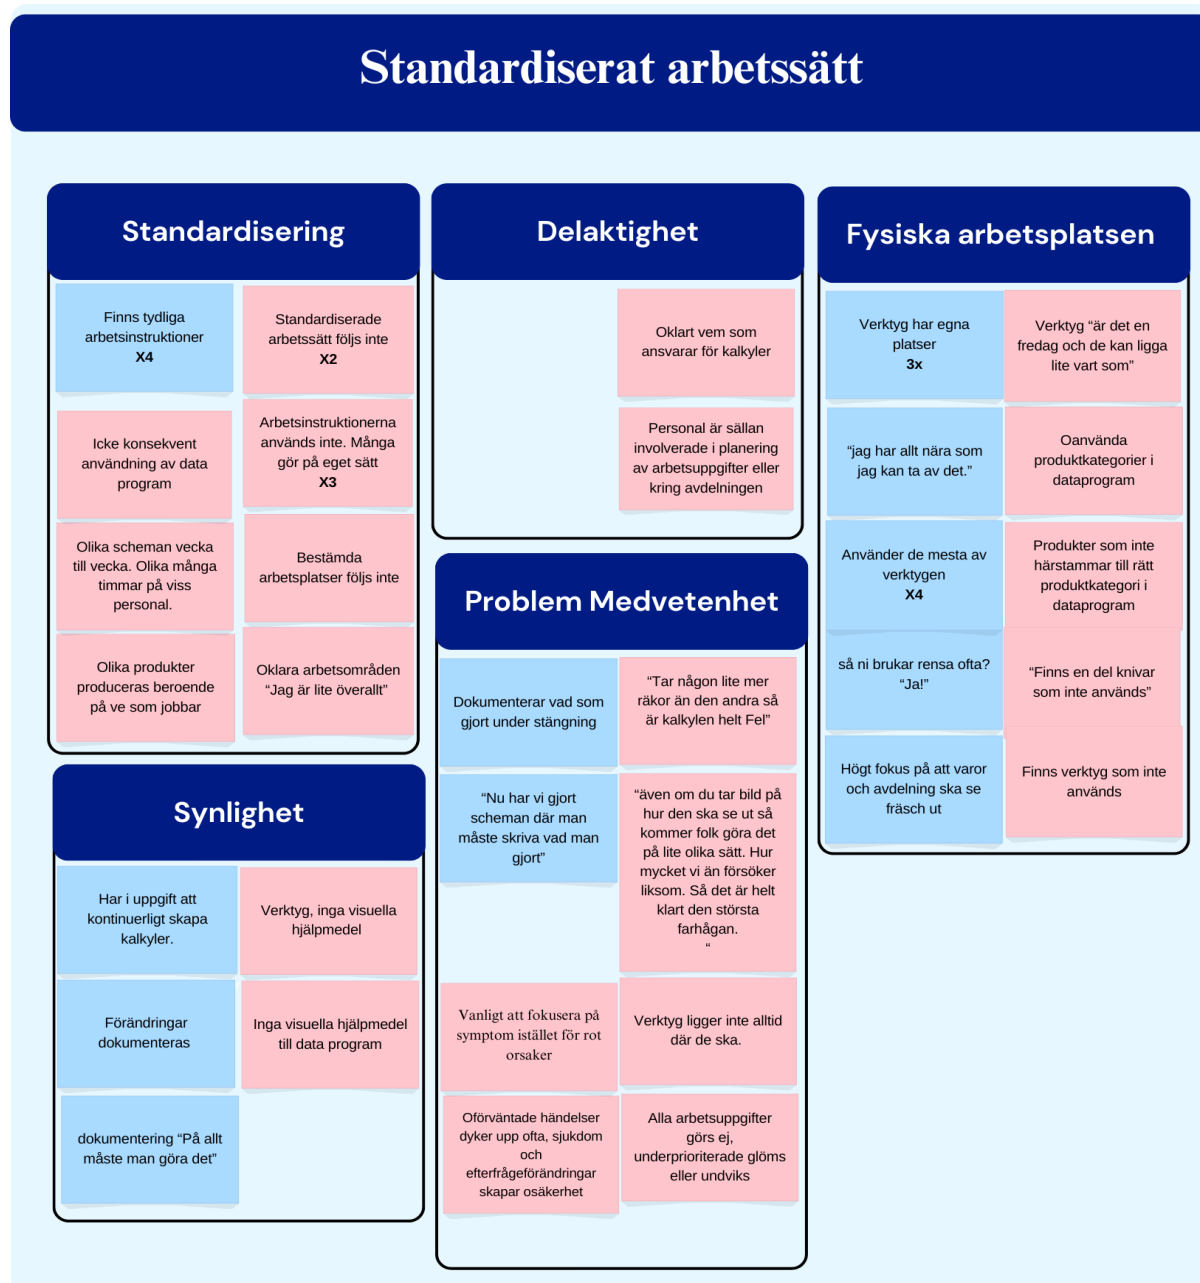 Standardiserat arbetssätt
Standardisering
Finns tydliga
arbetsinstruktioner
X4
Standardiserade
arbetssätt följs inte
X2
Icke konsekvent
användning av data
program
Arbetsinstruktionerna
används inte. Många
gör på eget sätt
X3
Olika scheman vecka
till vecka. Olika många
timmar på viss
personal.
Bestämda
arbetsplatser följs inte
Olika produkter
produceras beroende
på ve som jobbar
Oklara arbetsområden
“Jag är lite överallt”
Synlighet
Har i uppgift att
kontinuerligt skapa
kalkyler.
Verktyg, inga visuella
hjälpmedel
Förändringar
dokumenteras
Inga visuella hjälpmedel
till data program
dokumentering “På allt
måste man göra det”
Delaktighet
Oklart vem som
ansvarar för kalkyler
Personal är sällan
involverade i planering
av arbetsuppgifter eller
kring avdelningen
Problem Medvetenhet
Dokumenterar vad som
gjort under stängning
“Tar någon lite mer
räkor än den andra så
är kalkylen helt Fel”
“Nu har vi gjort
scheman där man
måste skriva vad man
gjort”
“även om du tar bild på
hur den ska se ut så
kommer folk göra det
på lite olika sätt. Hur
mycket vi än försöker
liksom. Så det är helt
klart den största
farhågan.
“
Vanligt att fokusera på
symptom istället för rot
orsaker
Verktyg ligger inte alltid
där de ska.
Oförväntade händelser
dyker upp ofta, sjukdom
och
efterfrågeförändringar
skapar osäkerhet
Alla arbetsuppgifter
görs ej,
underprioriterade glöms
eller undviks
Fysiska arbetsplatsen
Verktyg har egna
platser
3x
Verktyg “är det en
fredag och de kan ligga
lite vart som”
“jag har allt nära som
jag kan ta av det.”
Oanvända
produktkategorier i
dataprogram
Använder de mesta av
verktygen
X4
Produkter som inte
härstammar till rätt
produktkategori i
dataprogram
så ni brukar rensa ofta?
“Ja!”
“Finns en del knivar
som inte används”
Högt fokus på att varor
och avdelning ska se
fräsch ut
Finns verktyg som inte
används